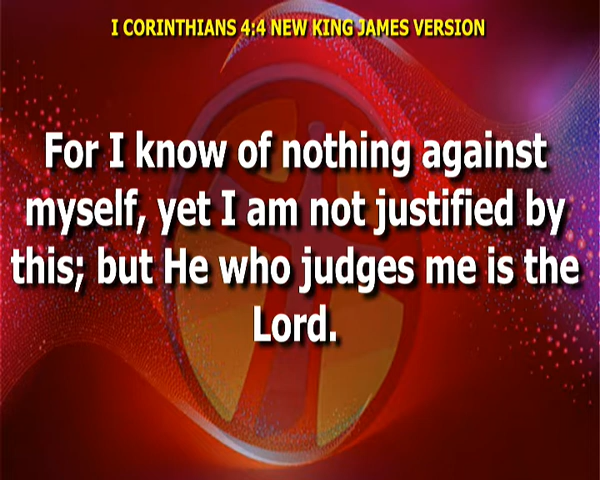 I CORINTHIANS 4:4 NEW KING JAMES VERSION
For I know of nothing against
myself, yet I am not justified by
this; but He who judges me is the
Lord.